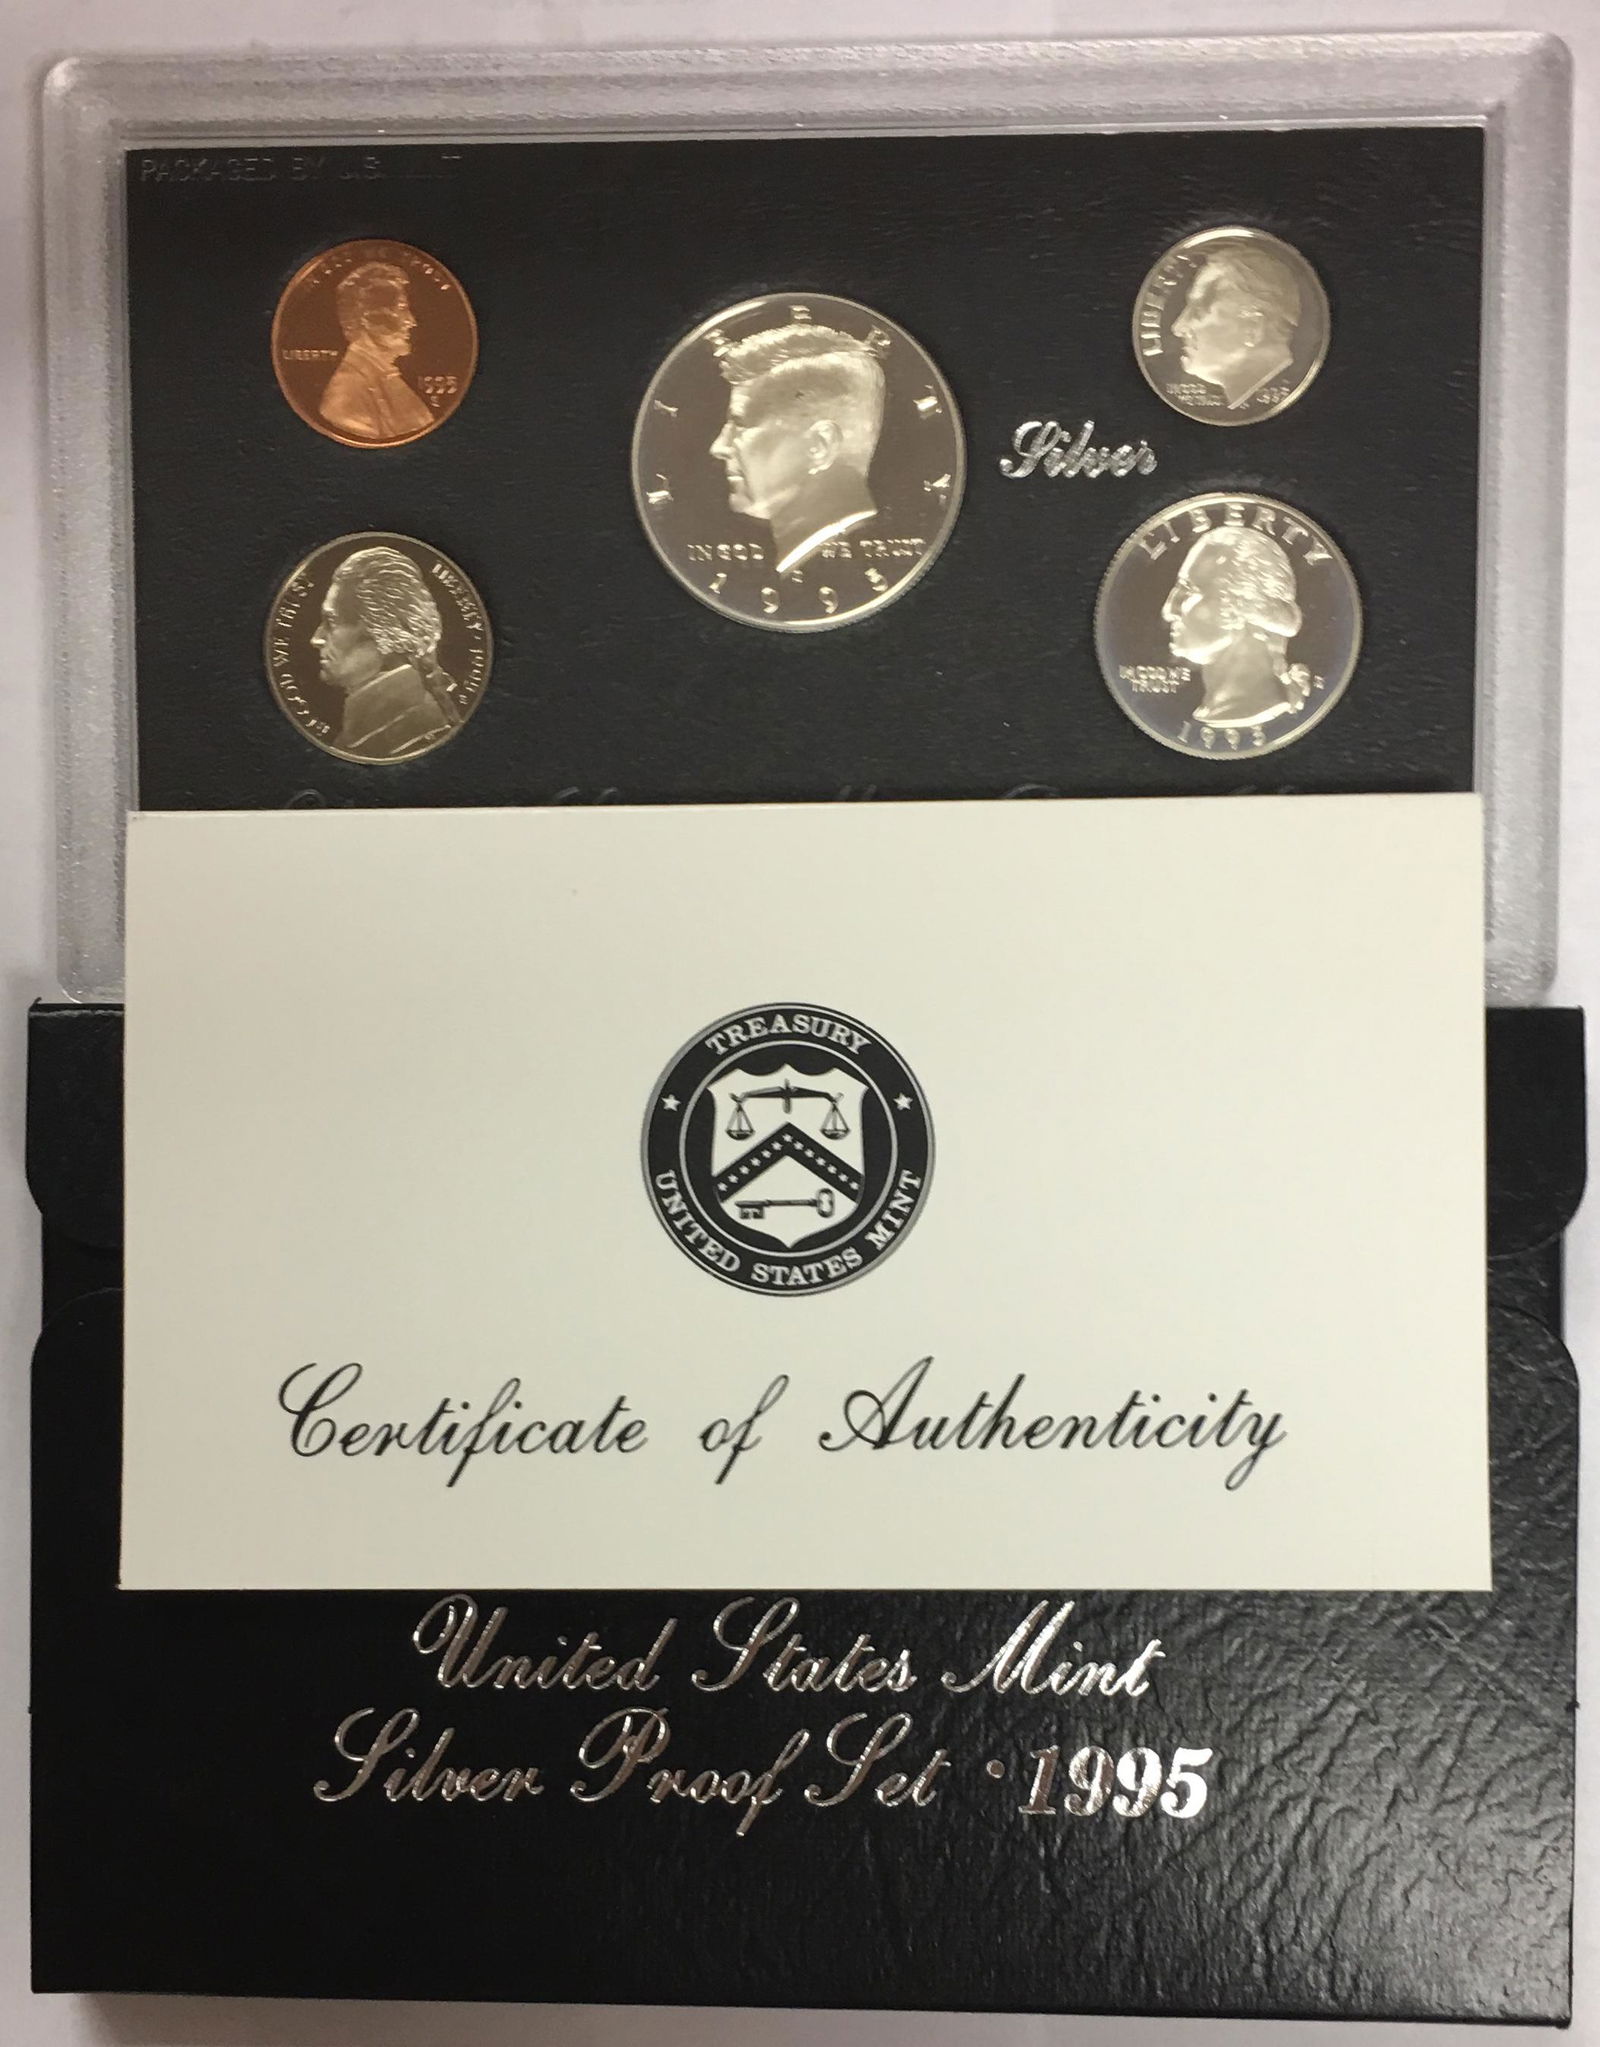 PACKAGED BY U.S. MINT
LIBERTY
1995
S
LIBERTY
IN GOD WE TRUST
1995
LIBERTY
IN GOD
WE TRUST
1995
Silver
IN GOD WE TRUST
LIBERTY
LIBERTY
IN GOD WE
TRUST
S
1995
TREASURY
UNITED STATES MINT
Certificate of Authenticity
United States Mint
Silver Proof Set · 1995